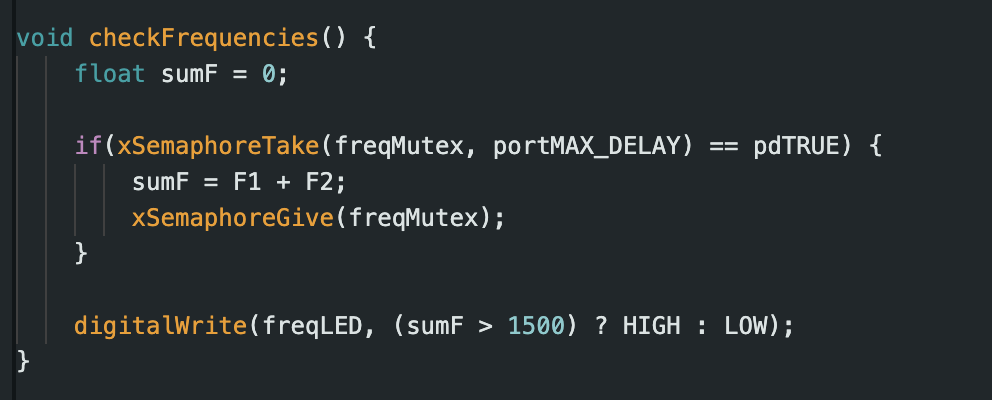 void checkFrequencies() {
    float sumF = 0;

    if(xSemaphoreTake(freqMutex, portMAX_DELAY) == pdTRUE) {
        sumF = F1 + F2;
        xSemaphoreGive(freqMutex);
    }

    digitalWrite(freqLED, (sumF > 1500) ? HIGH : LOW);
}